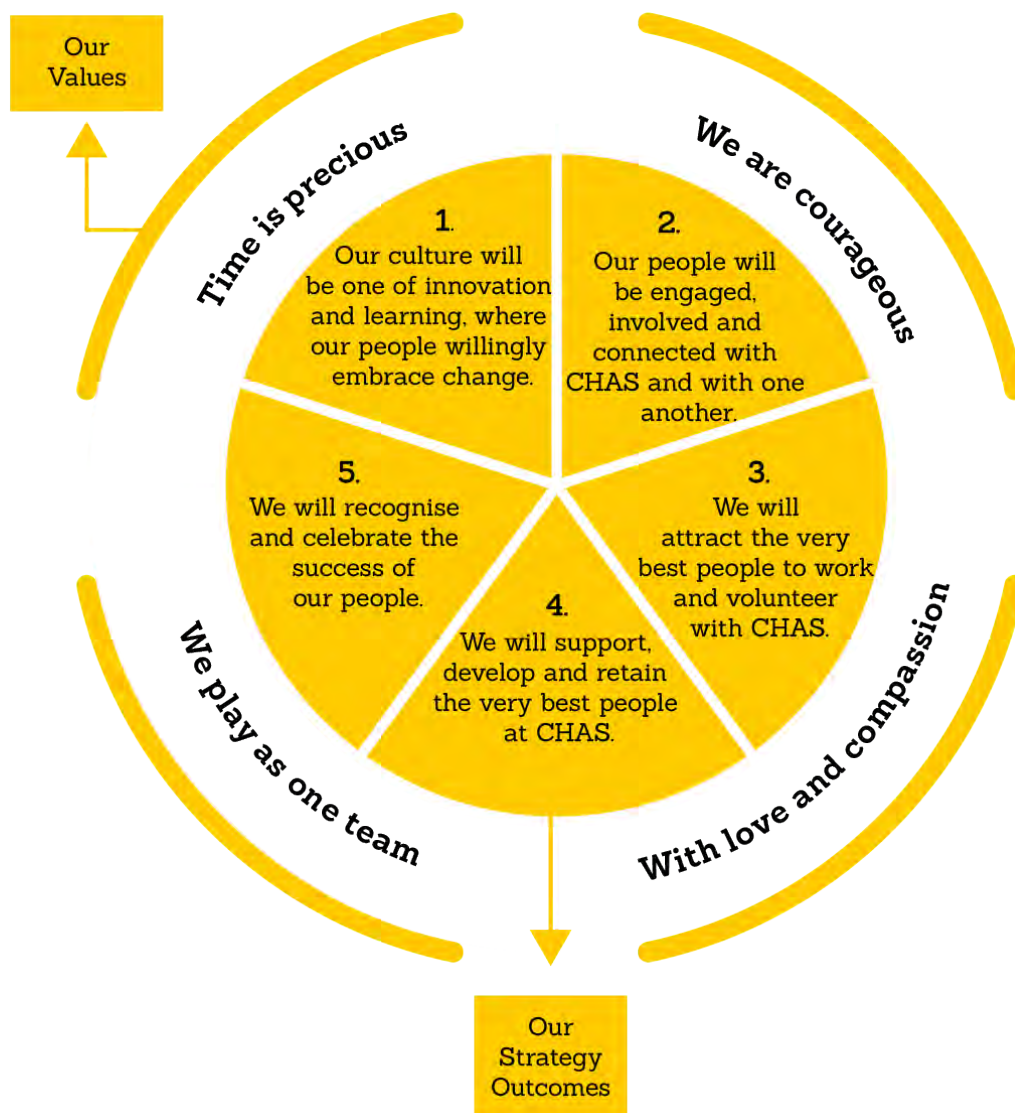 Our
Values
Time is precious
We are courageous
1.
Our culture will
be one of innovation
and learning, where
our people willingly
embrace change.
2.
Our people will
be engaged,
involved and
connected with
CHAS and with one
another.
3.
We will
attract the very
best people to work
and volunteer
with CHAS.
4.
We will support,
develop and retain
the very best people
at CHAS.
5.
We will recognise
and celebrate the
success of
our people.
We play as one team
With love and compassion
Our
Strategy
Outcomes